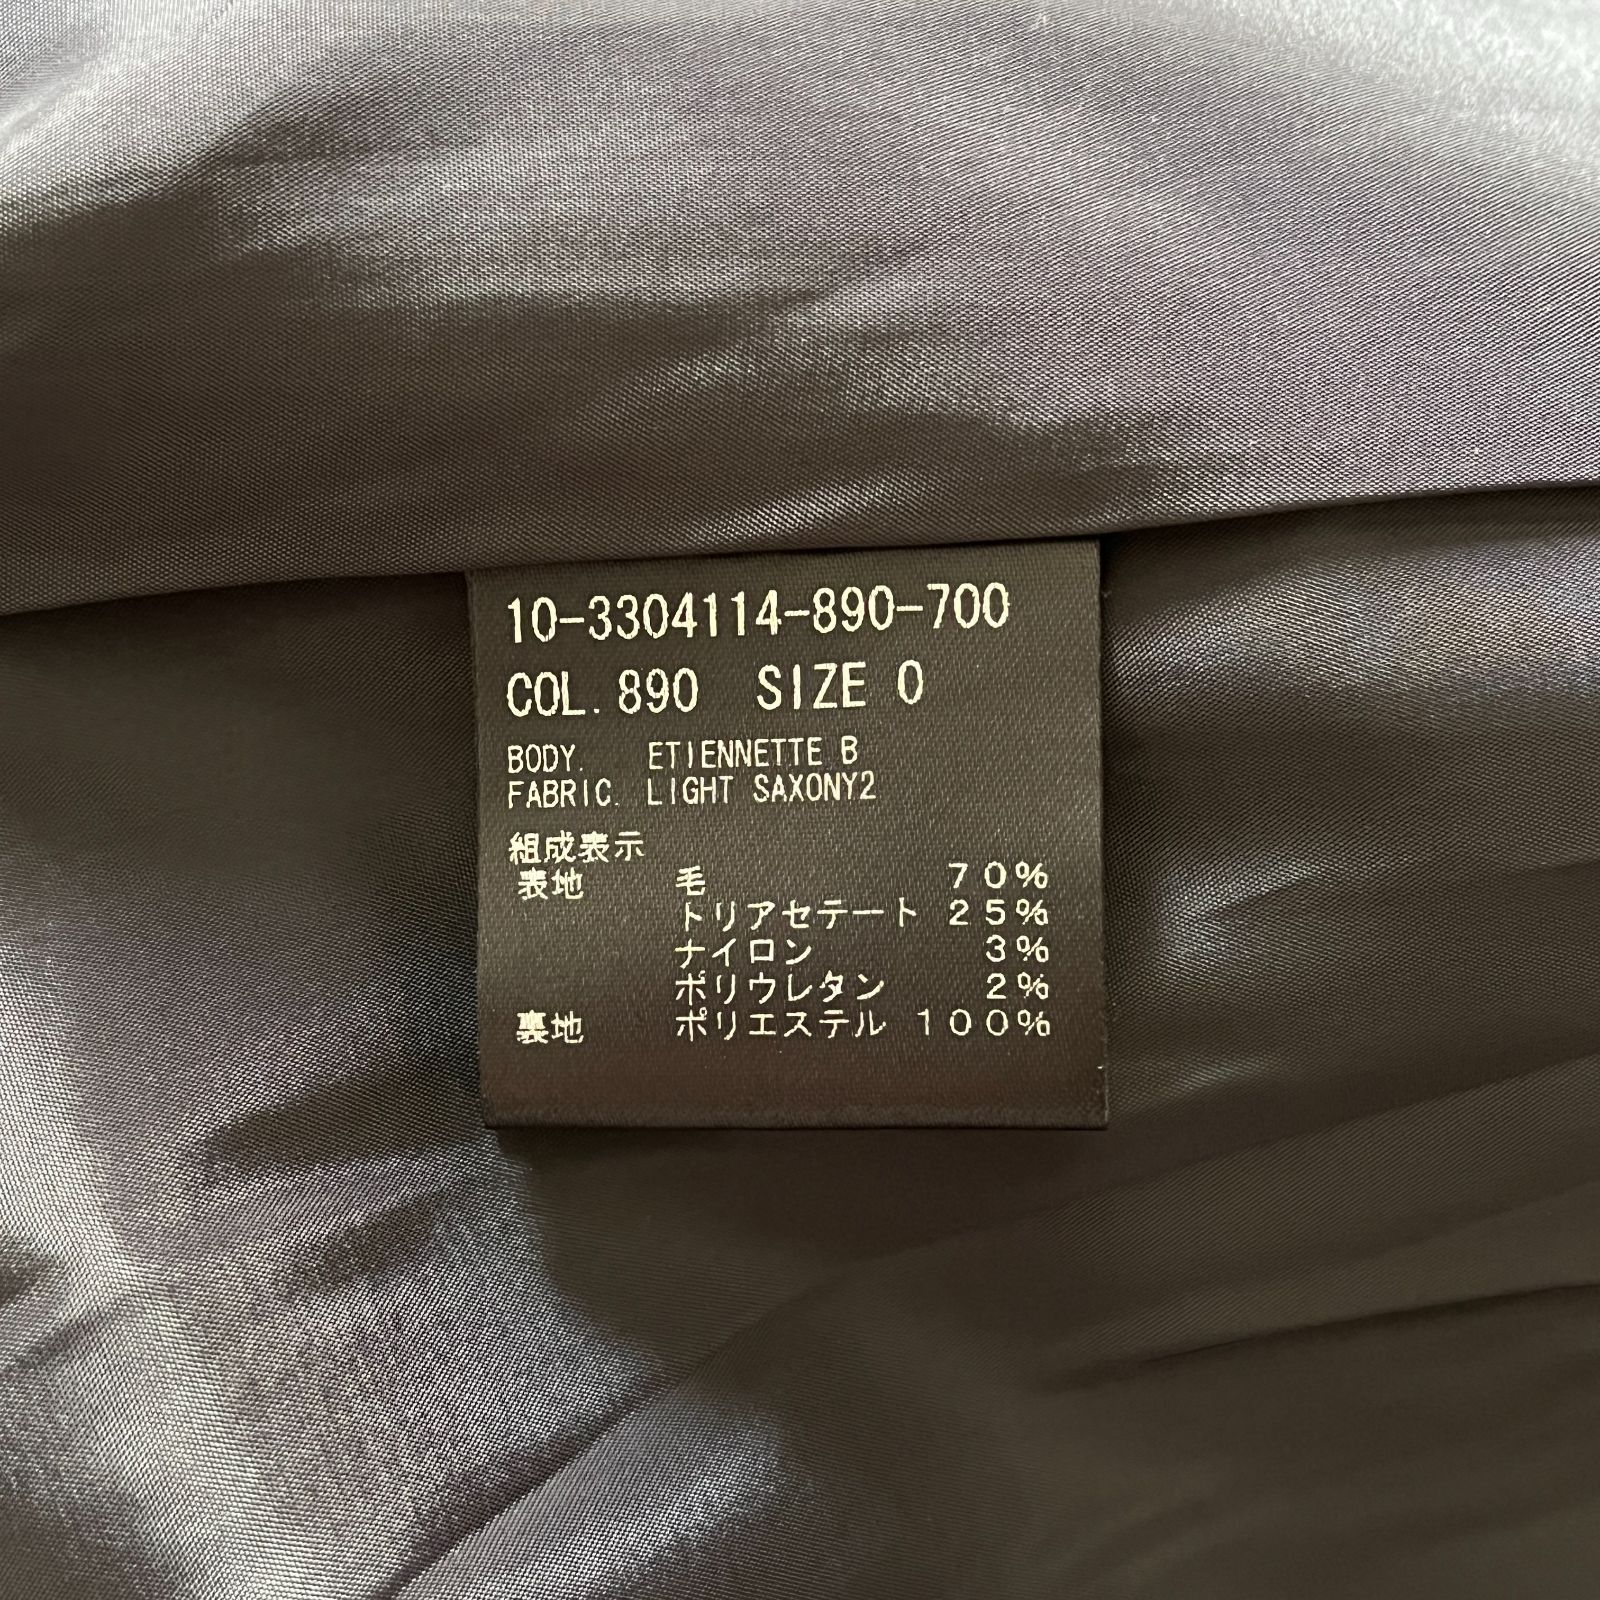 10-3304114-890-700
COL. 890 SIZE 0
BODY. ETIENNETTE B
FABRIC. LIGHT SAXONY2
組成表示
表地 毛 70%
トリアセテート 25%
ナイロン 3%
ポリウレタン 2%
裏地 ポリエステル 100%